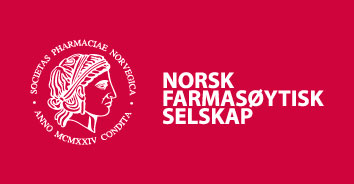 SOCIETAS PHARMACIAE NORVEGICA
ANNO MCMXXIV CONDITA
NORSK
FARMASØYTISK
SELSKAP